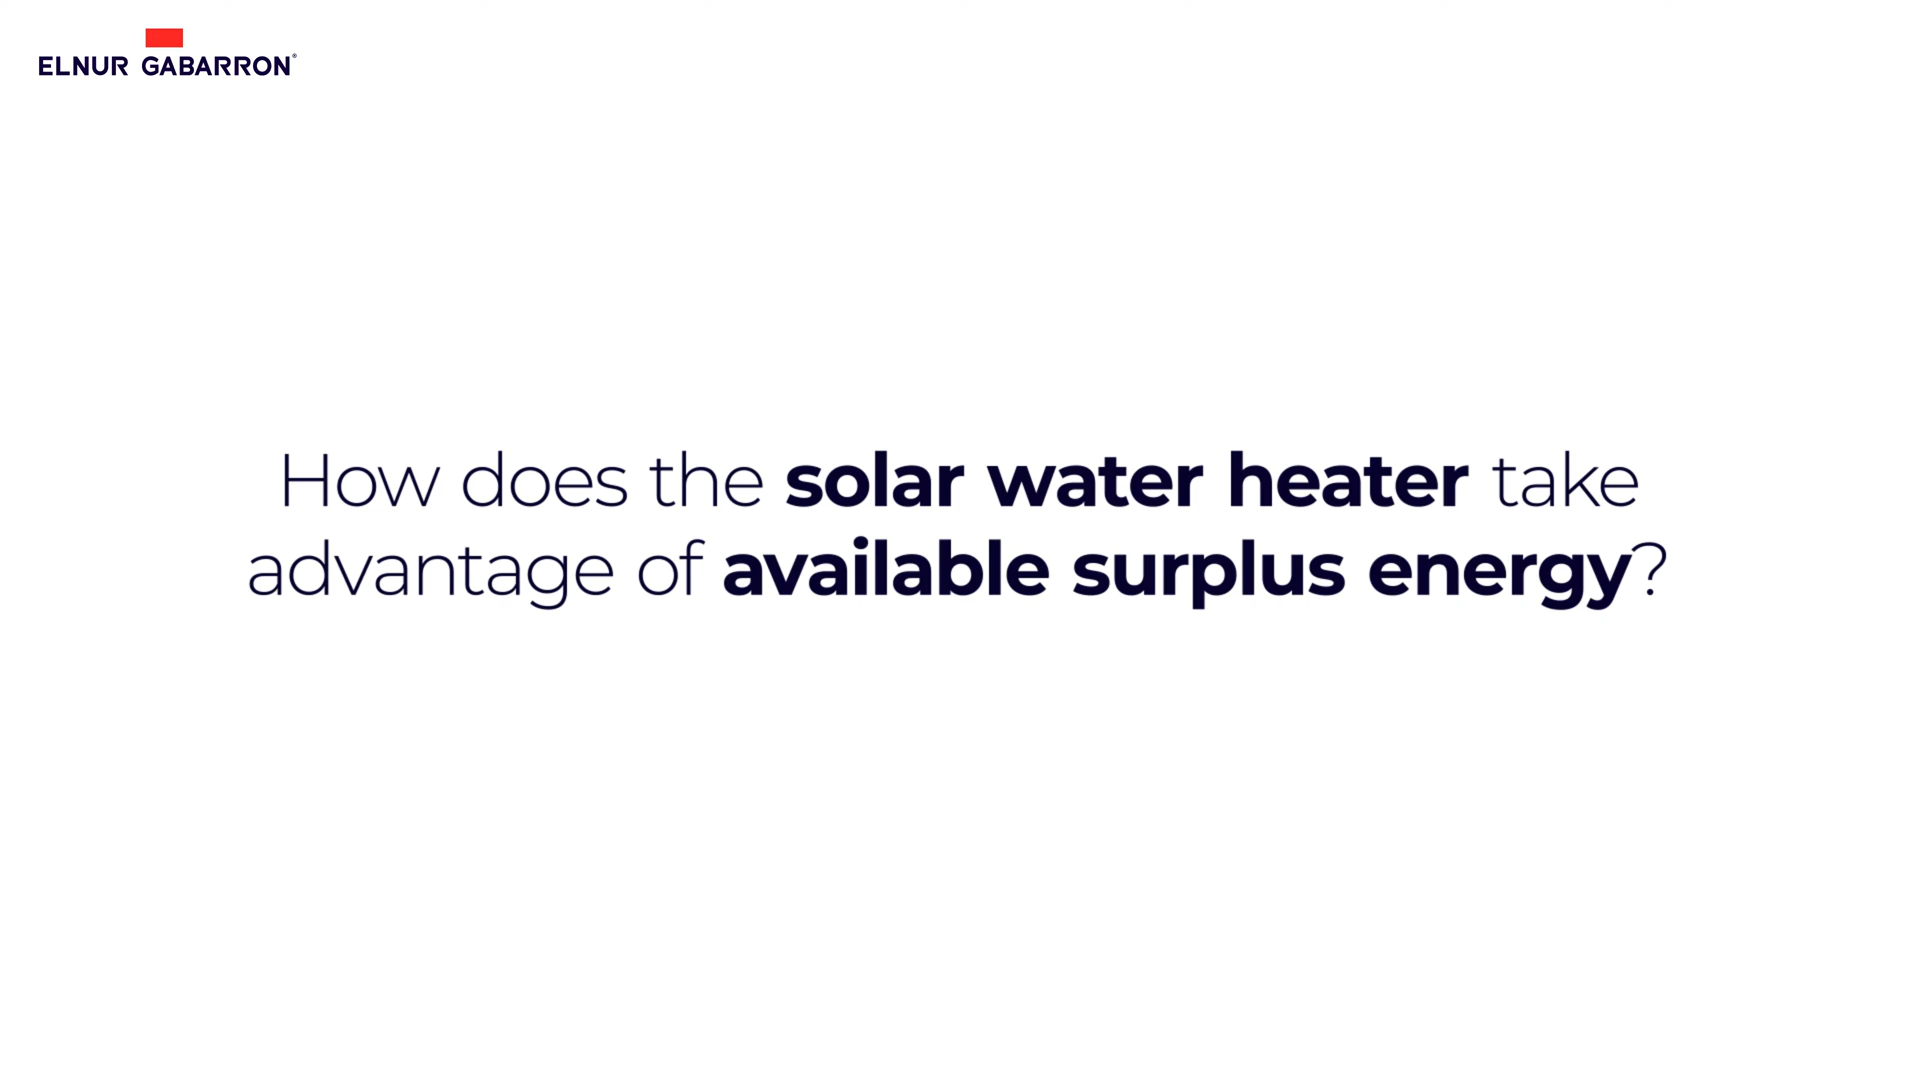 ELNUR GABARRON®
How does the solar water heater take
advantage of available surplus energy?